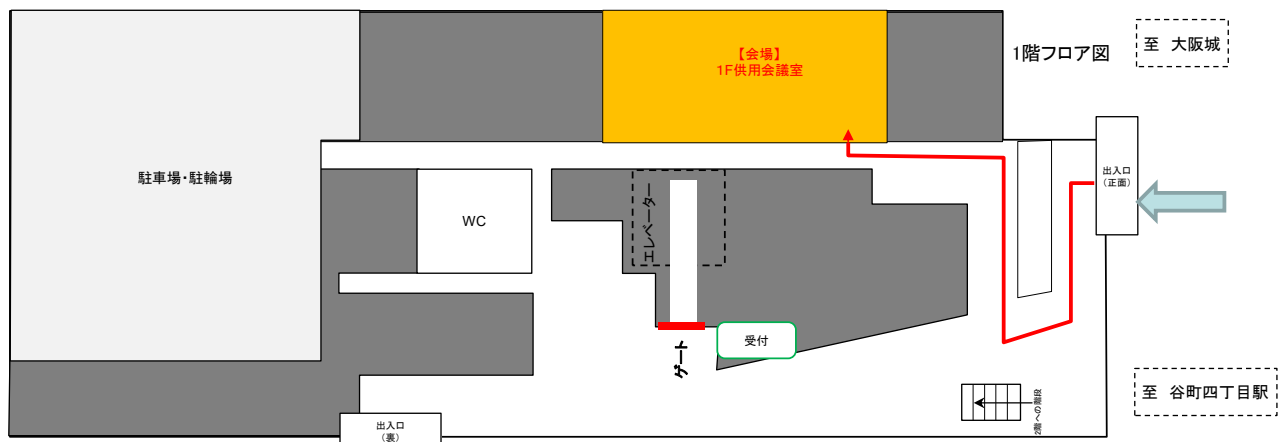 【会場】
1F供用会議室
1階フロア図
至 大阪城
駐車場・駐輪場
WC
エレベーター
出入口
(正面)
受付
ゲート
2階への階段
至 谷町四丁目駅
出入口
(裏)